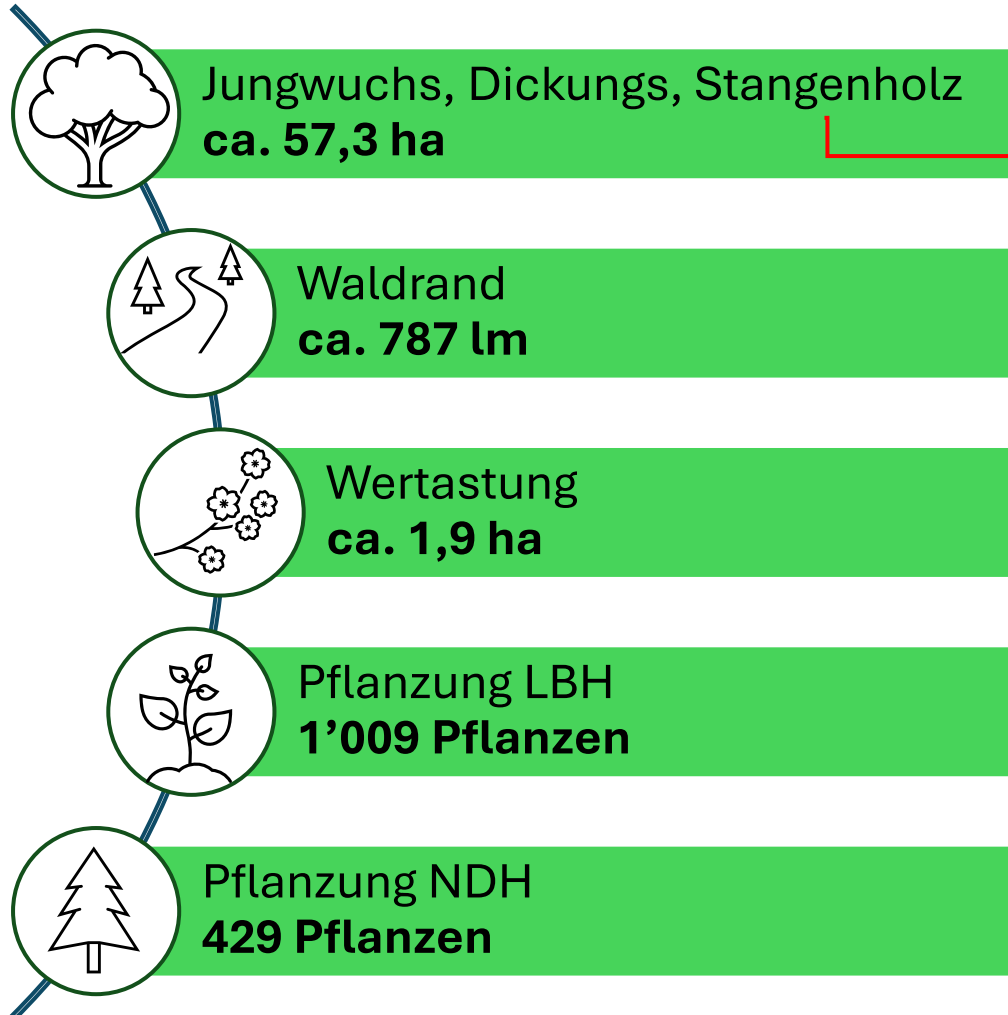 Jungwuchs, Dickungs, Stangenholz
ca. 57,3 ha
Waldrand
ca. 787 lm
Wertastung
ca. 1,9 ha
Pflanzung LBH
1’009 Pflanzen
Pflanzung NDH
429 Pflanzen